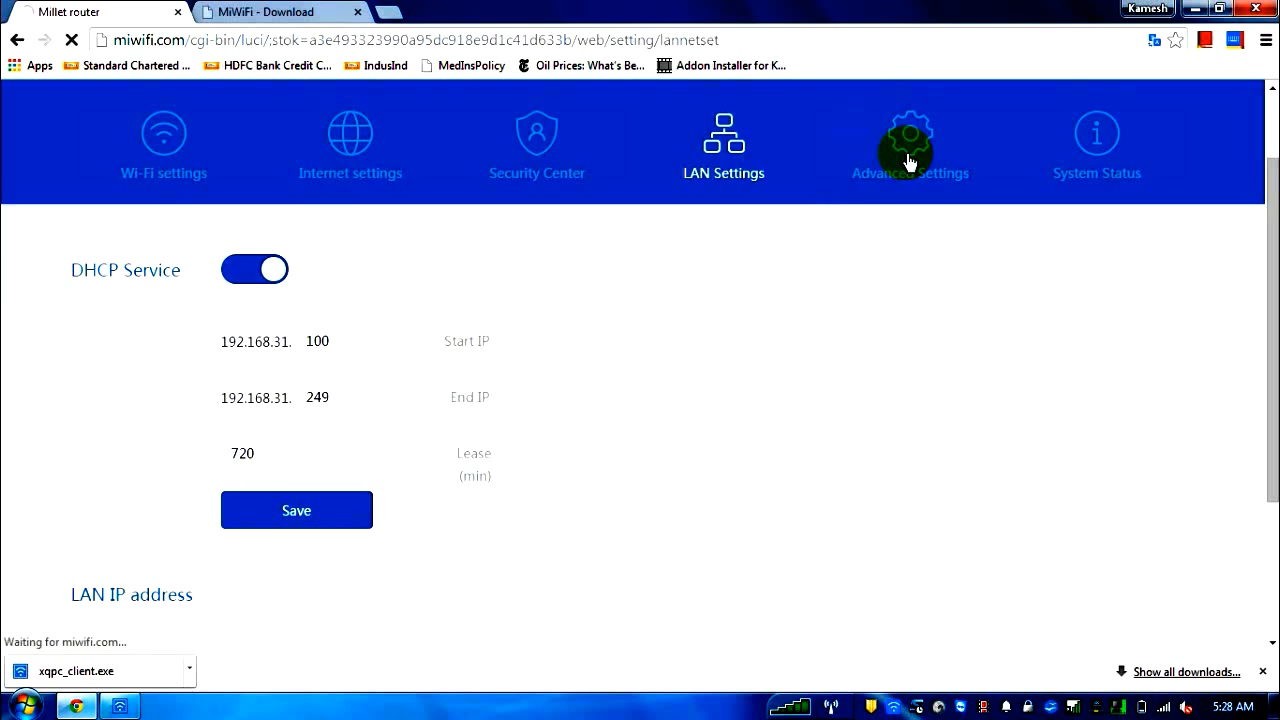 Millet router
MiWiFi - Download
Kamesh
miwifi.com/cgi-bin/luci/;stok=a3e493323990a95dc918e9d1c41d633b/web/setting/lannetset
Apps
Standard Chartered ...
HDFC Bank Credit C...
IndusInd
MedInsPolicy
Oil Prices: What's Be...
Addon Installer for K...
Wi-Fi settings
Internet settings
Security Center
LAN Settings
Advanced Settings
System Status
DHCP Service
192.168.31. 100 Start IP
192.168.31. 249 End IP
720 Lease
(min)
Save
LAN IP address
Waiting for miwifi.com...
xqpc_client.exe
Show all downloads...
5:28 AM